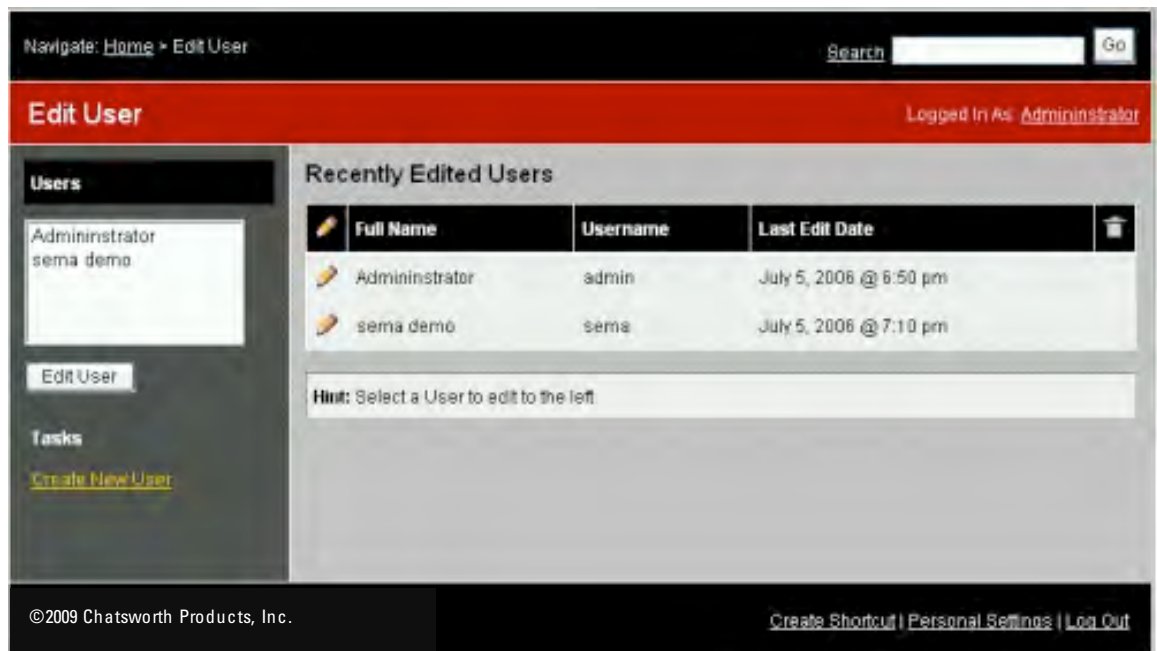 Navigate: Home > Edit User
Search
Go
Edit User
Logged In As: Admininstrator
Users
Admininstrator
sema demo
Edit User
Tasks
Create New User
Recently Edited Users
Full Name Username Last Edit Date
Admininstrator admin July 5, 2006 @ 6:50 pm
sema demo sema July 5, 2006 @ 7:10 pm
Hint: Select a User to edit to the left
©2009 Chatsworth Products, Inc.
Create Shortcut | Personal Settings | Log Out